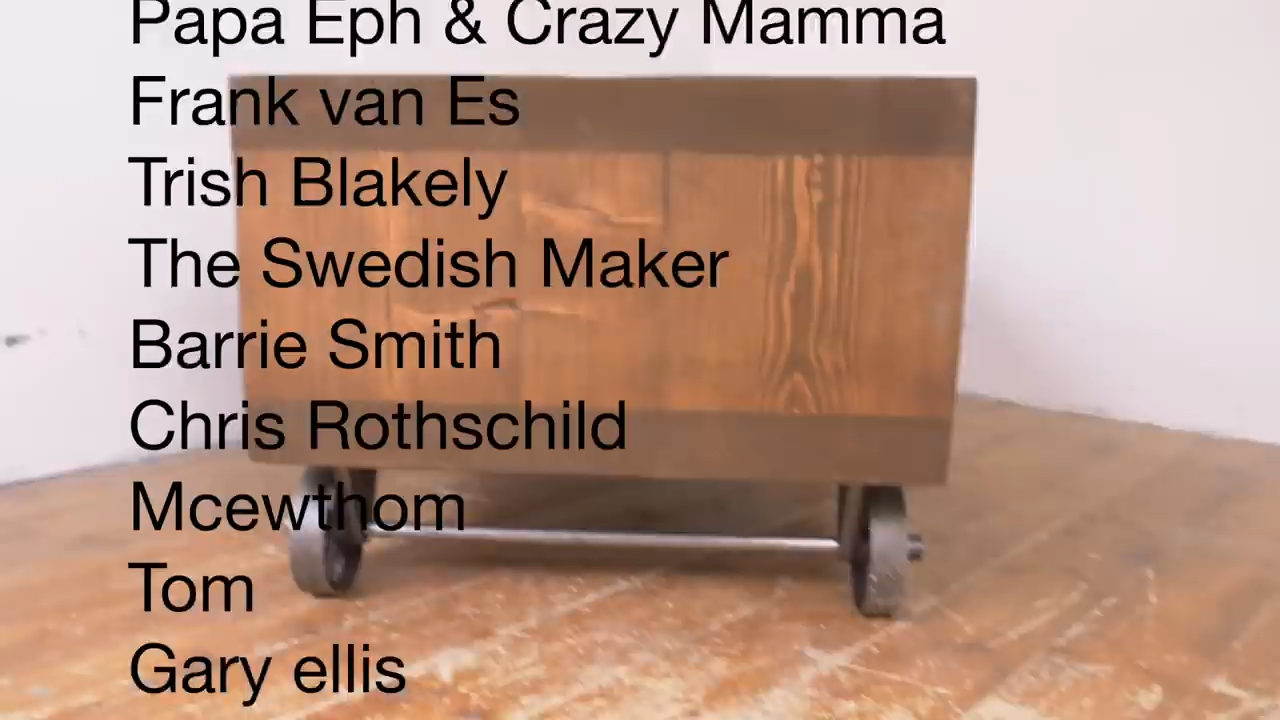 Papa Eph & Crazy Mamma
Frank van Es
Trish Blakely
The Swedish Maker
Barrie Smith
Chris Rothschild
Mcewthom
Tom
Gary ellis